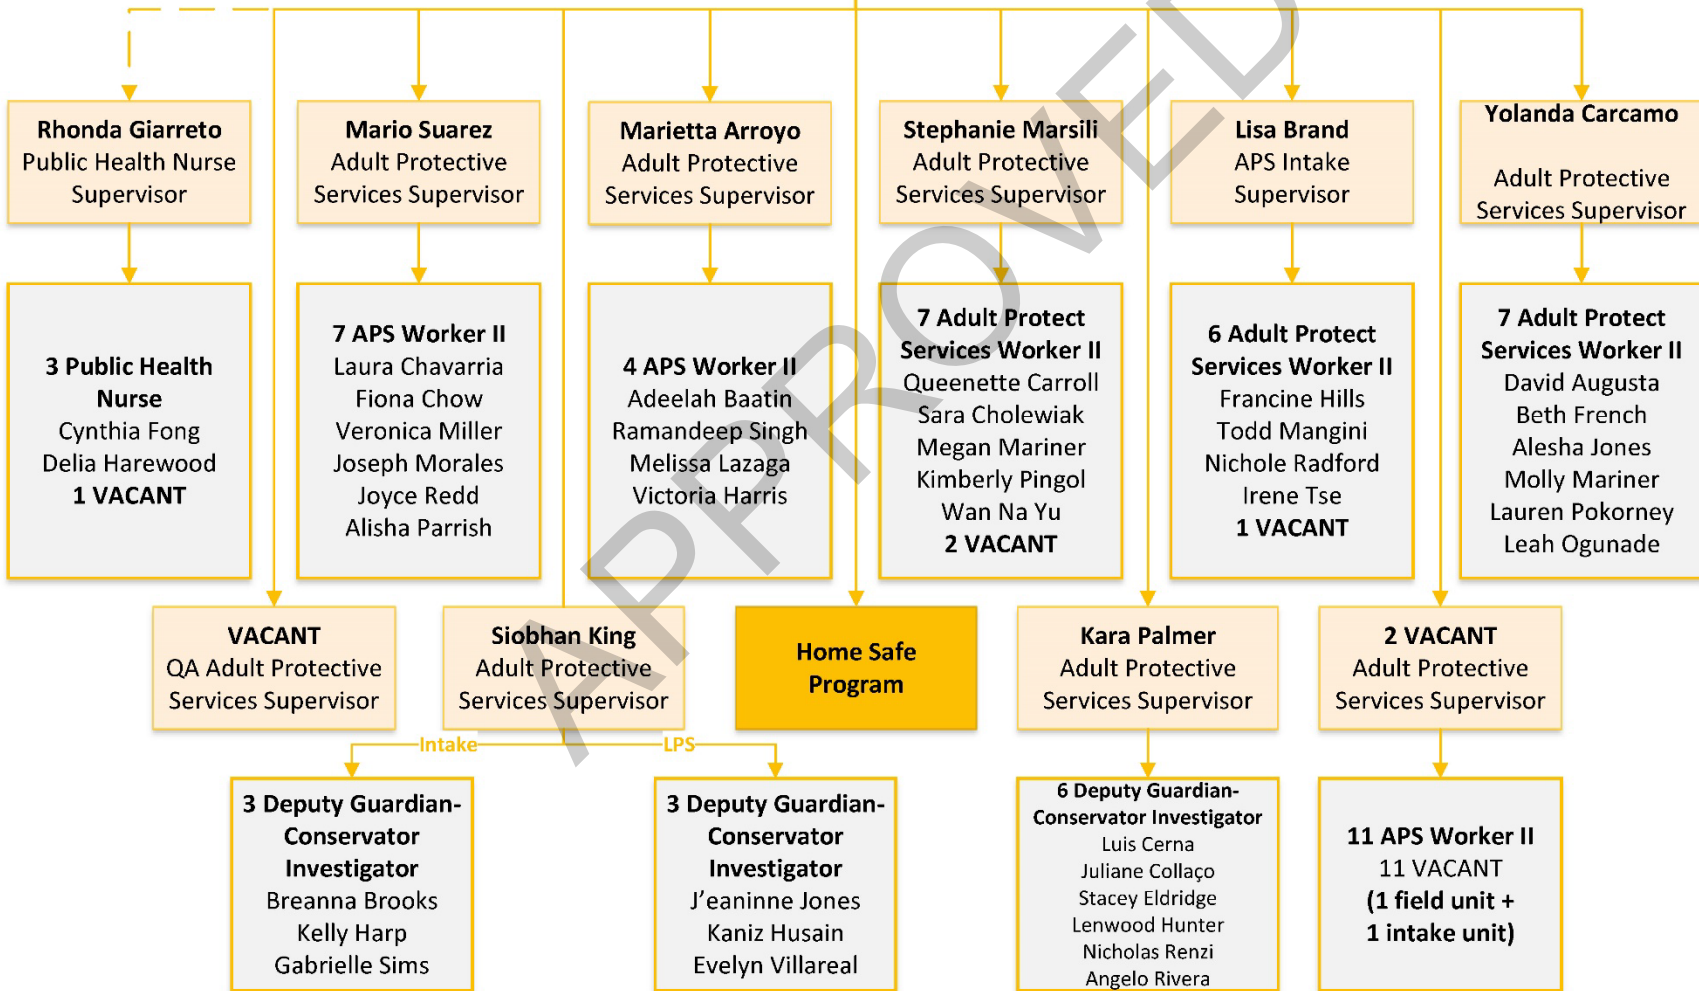 Rhonda Giarreto
Public Health Nurse
Supervisor
Mario Suarez
Adult Protective
Services Supervisor
Marietta Arroyo
Adult Protective
Services Supervisor
Stephanie Marsili
Adult Protective
Services Supervisor
Lisa Brand
APS Intake
Supervisor
Yolanda Carcamo
Adult Protective
Services Supervisor
3 Public Health
Nurse
Cynthia Fong
Delia Harewood
1 VACANT
7 APS Worker II
Laura Chavarria
Fiona Chow
Veronica Miller
Joseph Morales
Joyce Redd
Alisha Parrish
4 APS Worker II
Adeelah Baatin
Ramandeep Singh
Melissa Lazaga
Victoria Harris
7 Adult Protect
Services Worker II
Queenette Carroll
Sara Cholewiak
Megan Mariner
Kimberly Pingol
Wan Na Yu
2 VACANT
6 Adult Protect
Services Worker II
Francine Hills
Todd Mangini
Nichole Radford
Irene Tse
1 VACANT
7 Adult Protect
Services Worker II
David Augusta
Beth French
Alesha Jones
Molly Mariner
Lauren Pokorney
Leah Ogunade
VACANT
QA Adult Protective
Services Supervisor
Siobhan King
Adult Protective
Services Supervisor
Home Safe
Program
Kara Palmer
Adult Protective
Services Supervisor
2 VACANT
Adult Protective
Services Supervisor
Intake
LPS
3 Deputy Guardian-
Conservator
Investigator
Breanna Brooks
Kelly Harp
Gabrielle Sims
3 Deputy Guardian-
Conservator
Investigator
J’eaninne Jones
Kaniz Husain
Evelyn Villareal
6 Deputy Guardian-
Conservator Investigator
Luis Cerna
Juliane Collaço
Stacey Eldridge
Lenwood Hunter
Nicholas Renzi
Angelo Rivera
11 APS Worker II
11 VACANT
(1 field unit +
1 intake unit)
APPROVED